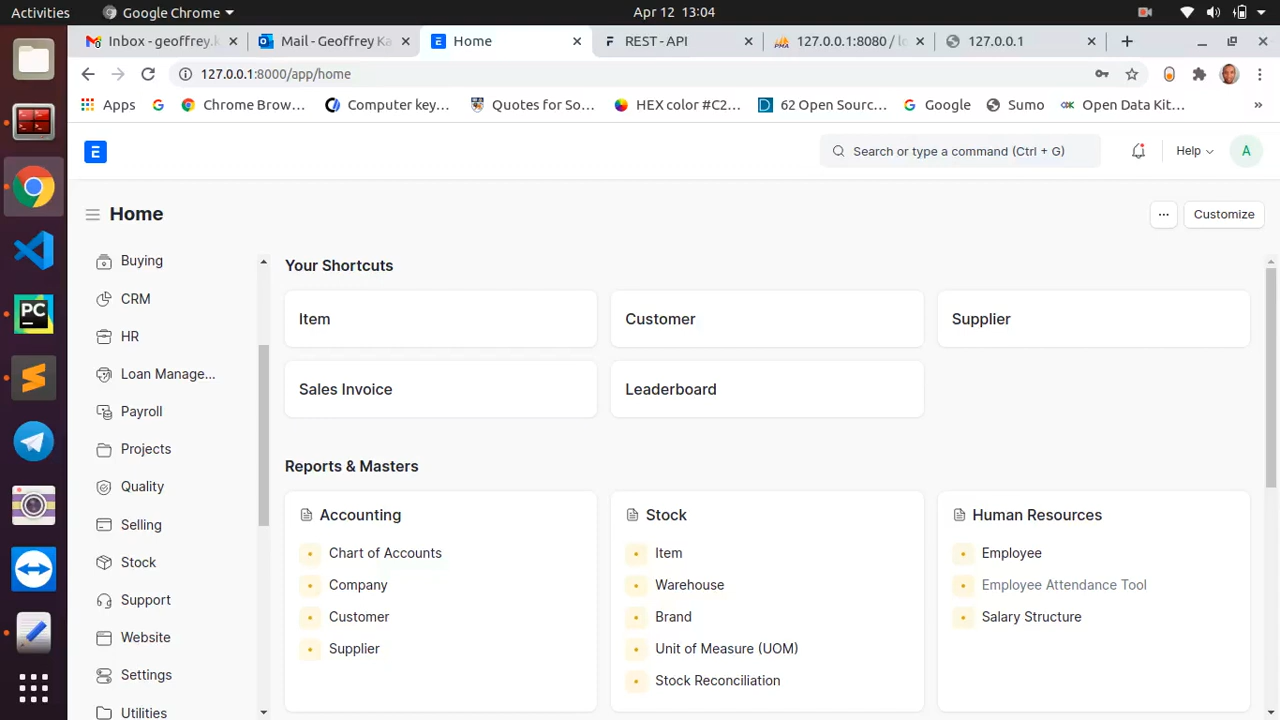 Activities
Google Chrome
Apr 12 13:04
Inbox - geoffrey.k
Mail - Geoffrey Ka
Home
REST - API
127.0.0.1:8080 / lo
127.0.0.1
127.0.0.1:8000/app/home
Apps
Chrome Brow...
Computer key...
Quotes for So...
HEX color #C2...
62 Open Sourc...
Google
Sumo
Open Data Kit...
»
E
Search or type a command (Ctrl + G)
Help
A
Home
...
Customize
Buying
CRM
HR
Loan Manage...
Payroll
Projects
Quality
Selling
Stock
Support
Website
Settings
Utilities
Your Shortcuts
Item
Customer
Supplier
Sales Invoice
Leaderboard
Reports & Masters
Accounting
Chart of Accounts
Company
Customer
Supplier
Stock
Item
Warehouse
Brand
Unit of Measure (UOM)
Stock Reconciliation
Human Resources
Employee
Employee Attendance Tool
Salary Structure
PC